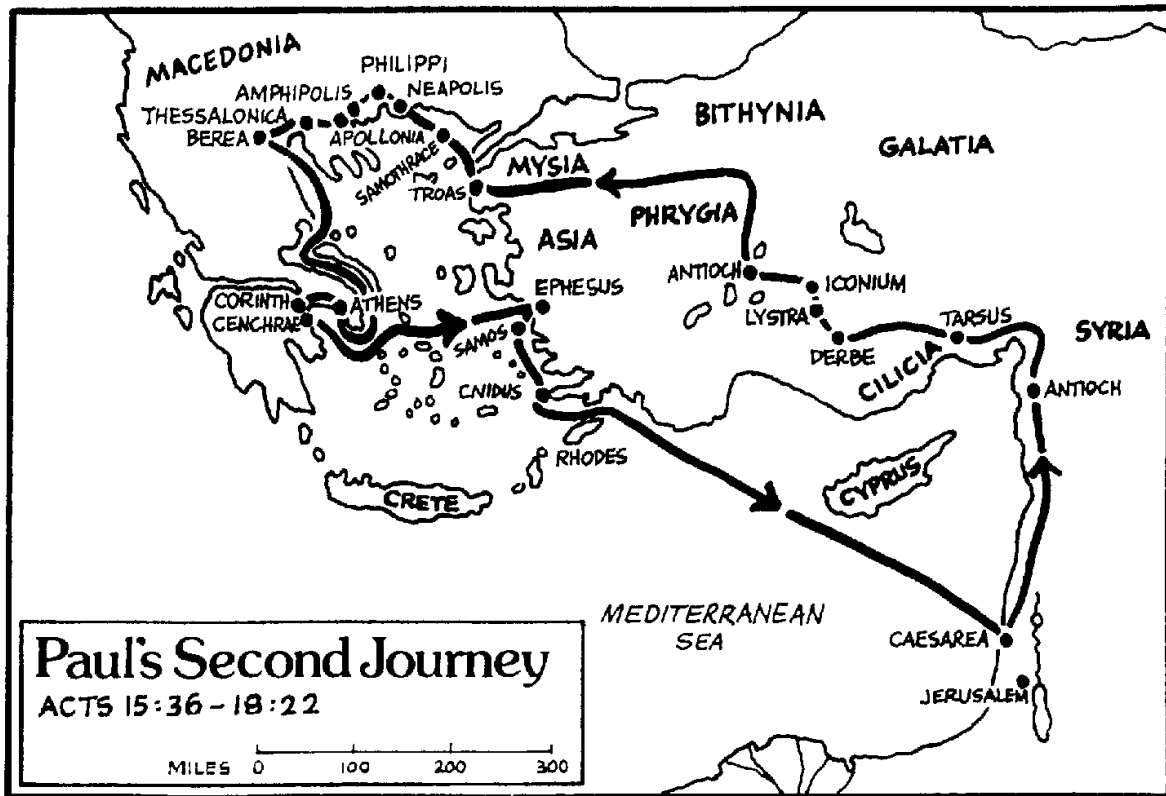 MACEDONIA
PHILIPPI
AMPHIPOLIS
NEAPOLIS
THESSALONICA
BEREA
APOLLONIA
SAMOTHRACE
TROAS
MYSIA
BITHYNIA
GALATIA
PHRYGIA
ASIA
ANTIOCH
ICONIUM
LYSTRA
DERBE
TARSUS
CILICIA
SYRIA
ANTIOCH
CORINTH
CENCHRAE
ATHENS
EPHESUS
SAMOS
CNIDUS
RHODES
CRETE
CYPRUS
MEDITERRANEAN
SEA
CAESAREA
JERUSALEM
Paul's Second Journey
ACTS 15:36-18:22
MILES 0 100 200 300